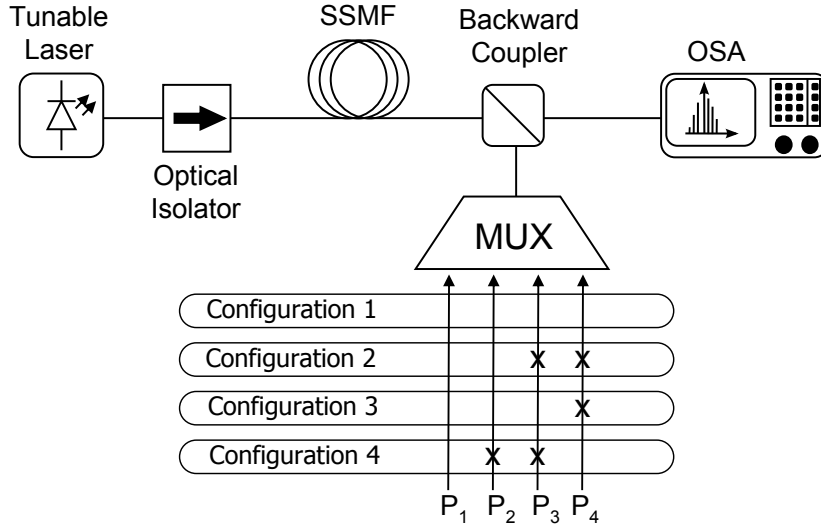 Tunable
Laser
SSMF
Backward
Coupler
OSA
Optical
Isolator
MUX
Configuration 1
Configuration 2 x x
Configuration 3 x
Configuration 4 x x
P1 P2 P3 P4